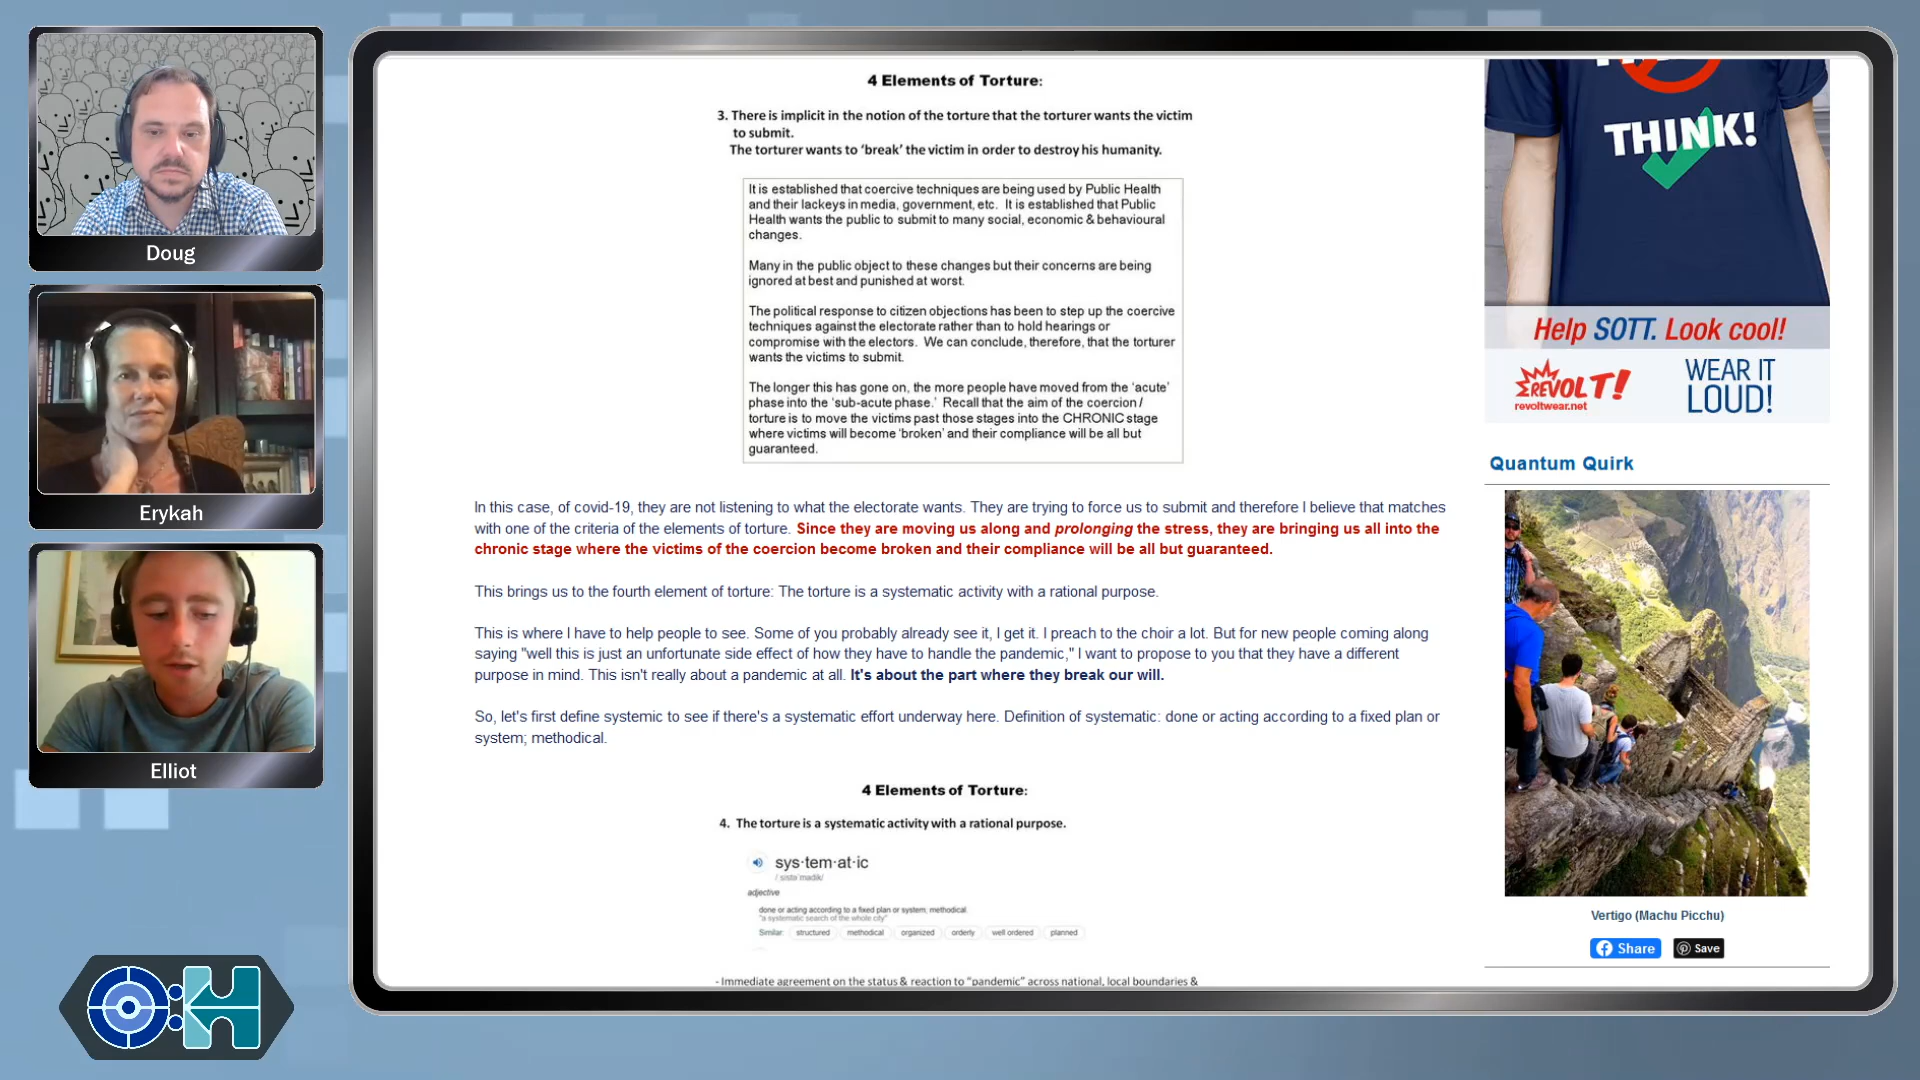 Doug
Erykah
Elliot
4 Elements of Torture:
3. There is implicit in the notion of the torture that the torturer wants the victim
to submit.
The torturer wants to 'break' the victim in order to destroy his humanity.
It is established that coercive techniques are being used by Public Health
and their lackeys in media, government, etc. It is established that Public
Health wants the public to submit to many social, economic & behavioural
changes.
Many in the public object to these changes but their concerns are being
ignored at best and punished at worst.
The political response to citizen objections has been to step up the coercive
techniques against the electorate rather than to hold hearings or
compromise with the electors. We can conclude, therefore, that the torturer
wants the victims to submit.
The longer this has gone on, the more people have moved from the 'acute'
phase into the 'sub-acute phase.' Recall that the aim of the coercion /
torture is to move the victims past those stages into the CHRONIC stage
where victims will become 'broken' and their compliance will be all but
guaranteed.
In this case, of covid-19, they are not listening to what the electorate wants. They are trying to force us to submit and therefore I believe that matches
with one of the criteria of the elements of torture. Since they are moving us along and prolonging the stress, they are bringing us all into the
chronic stage where the victims of the coercion become broken and their compliance will be all but guaranteed.
This brings us to the fourth element of torture: The torture is a systematic activity with a rational purpose.
This is where I have to help people to see. Some of you probably already see it, I get it. I preach to the choir a lot. But for new people coming along
saying "well this is just an unfortunate side effect of how they have to handle the pandemic," I want to propose to you that they have a different
purpose in mind. This isn't really about a pandemic at all. It's about the part where they break our will.
So, let's first define systemic to see if there's a systematic effort underway here. Definition of systematic: done or acting according to a fixed plan or
system; methodical.
4 Elements of Torture:
4. The torture is a systematic activity with a rational purpose.
sys·tem·at·ic
/ˌsistəˈmadik/
adjective
done or acting according to a fixed plan or system; methodical.
"a systematic search of the whole city"
Similar: structured methodical organized orderly well ordered planned
- Immediate agreement on the status & reaction to "pandemic" across national, local boundaries &
THINK!
Help SOTT. Look cool!
REVOLT!
revoltwear.net
WEAR IT
LOUD!
Quantum Quirk
Vertigo (Machu Picchu)
Share
Save